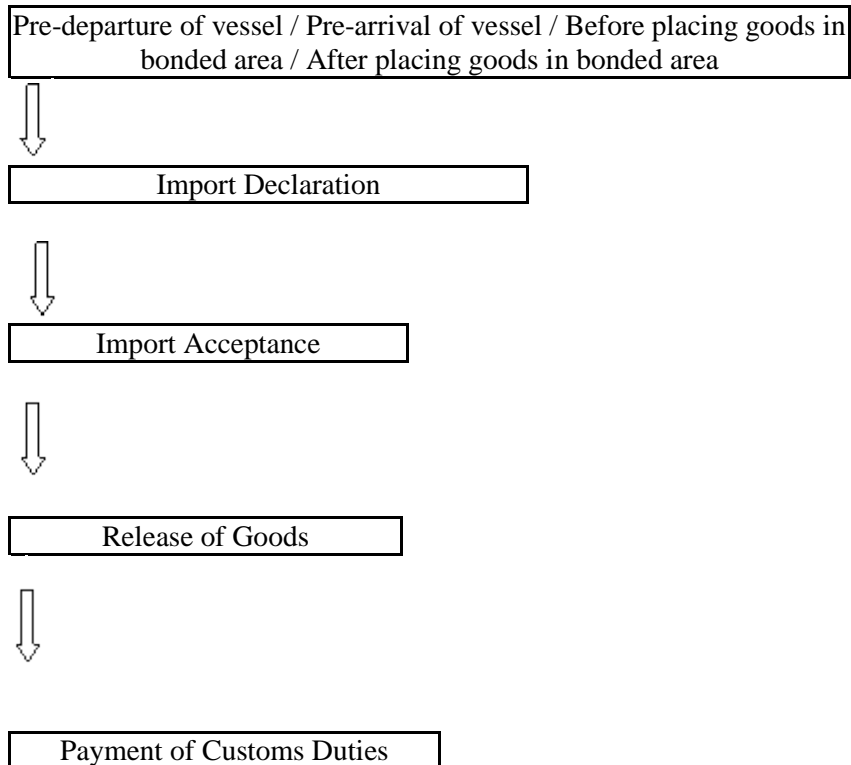 Pre-departure of vessel / Pre-arrival of vessel / Before placing goods in
bonded area / After placing goods in bonded area
Import Declaration
Import Acceptance
Release of Goods
Payment of Customs Duties